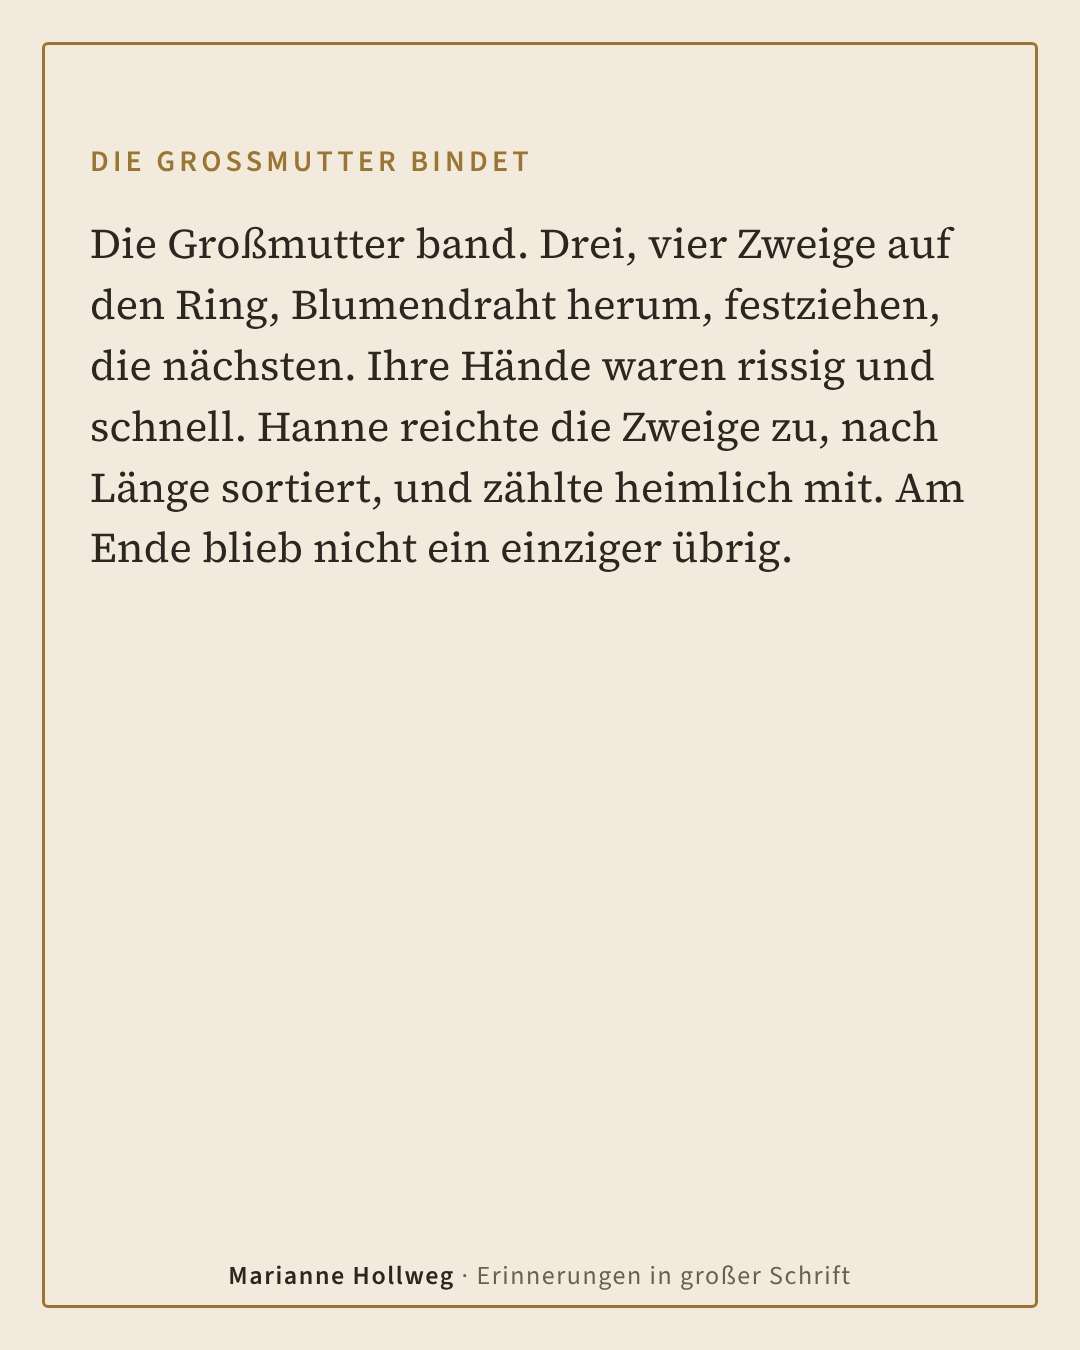 DIE GROSSMUTTER BINDET
Die Großmutter band. Drei, vier Zweige auf
den Ring, Blumendraht herum, festziehen,
die nächsten. Ihre Hände waren rissig und
schnell. Hanne reichte die Zweige zu, nach
Länge sortiert, und zählte heimlich mit. Am
Ende blieb nicht ein einziger übrig.
Marianne Hollweg · Erinnerungen in großer Schrift